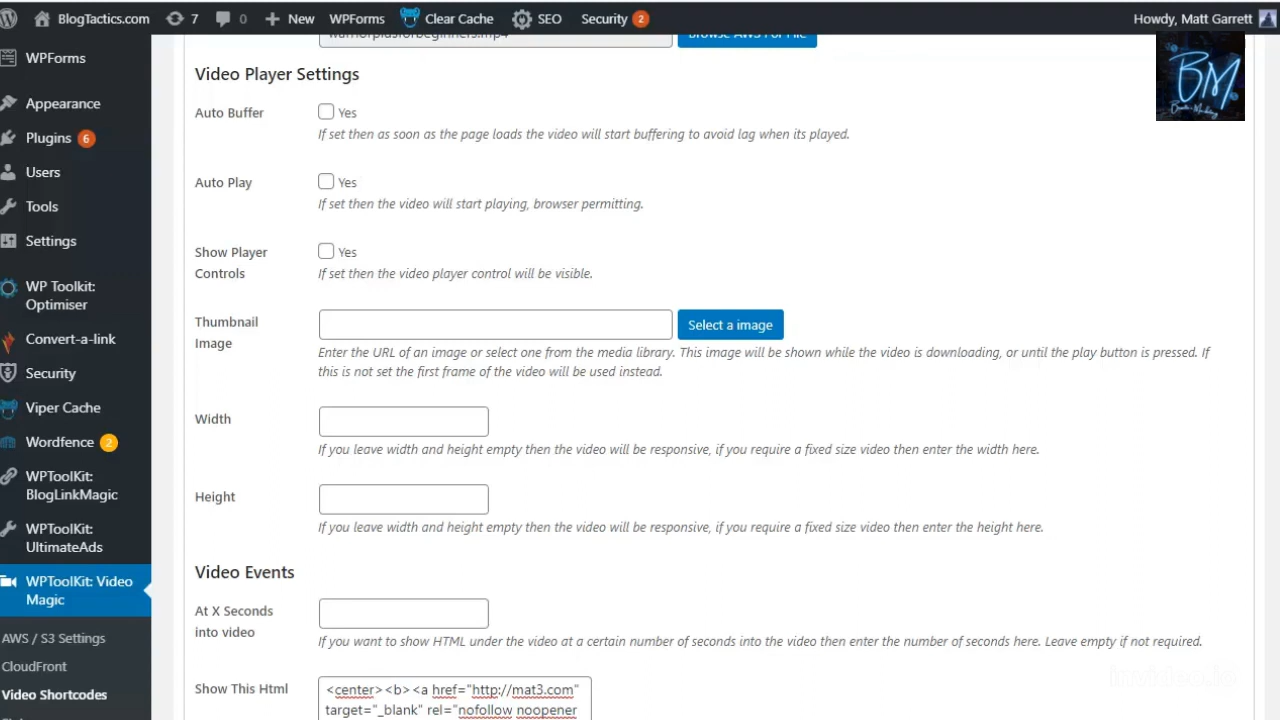 BlogTactics.com 7 0 New WPForms Clear Cache SEO Security 2 Howdy, Matt Garrett
WPForms
Appearance
Plugins 6
Users
Tools
Settings
WP Toolkit:
Optimiser
Convert-a-link
Security
Viper Cache
Wordfence 2
WPToolKit:
BlogLinkMagic
WPToolKit:
UltimateAds
WPToolKit: Video
Magic
AWS / S3 Settings
CloudFront
Video Shortcodes
warriorplusforbeginners.mp4 Browse AWS For File
BM
Video Player Settings
Auto Buffer Yes
If set then as soon as the page loads the video will start buffering to avoid lag when its played.
Auto Play Yes
If set then the video will start playing, browser permitting.
Show Player
Controls
Yes
If set then the video player control will be visible.
Thumbnail
Image
Select a image
Enter the URL of an image or select one from the media library. This image will be shown while the video is downloading, or until the play button is pressed. If
this is not set the first frame of the video will be used instead.
Width
If you leave width and height empty then the video will be responsive, if you require a fixed size video then enter the width here.
Height
If you leave width and height empty then the video will be responsive, if you require a fixed size video then enter the height here.
Video Events
At X Seconds
into video
If you want to show HTML under the video at a certain number of seconds into the video then enter the number of seconds here. Leave empty if not required.
Show This Html
<center><b><a href="http://mat3.com"
target="_blank" rel="nofollow noopener
invideo.io